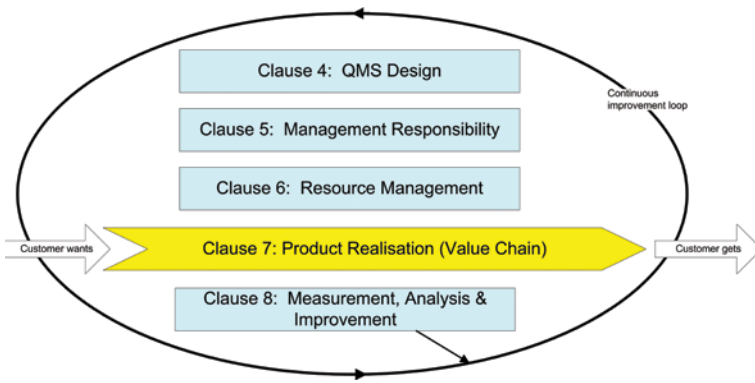 Clause 4:  QMS Design
Continuous
improvement loop
Clause 5:  Management Responsibility
Clause 6:  Resource Management
Customer wants
Clause 7: Product Realisation (Value Chain)
Customer gets
Clause 8:  Measurement, Analysis &
Improvement